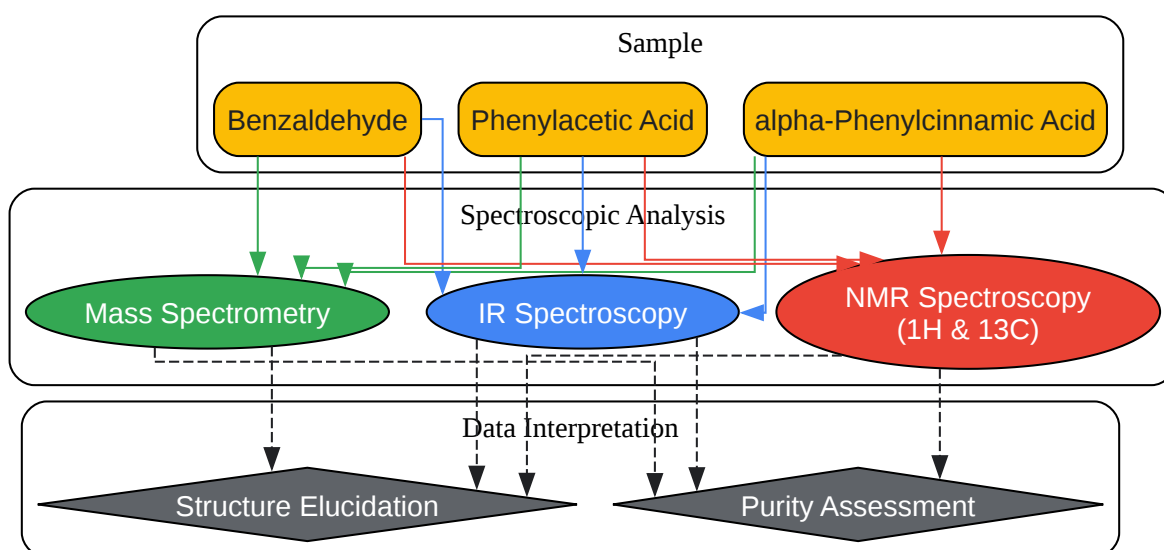 Sample
Benzaldehyde
Phenylacetic Acid
alpha-Phenylcinnamic Acid
Spectroscopic Analysis
Mass Spectrometry
IR Spectroscopy
NMR Spectroscopy
(1H & 13C)
Data Interpretation
Structure Elucidation
Purity Assessment